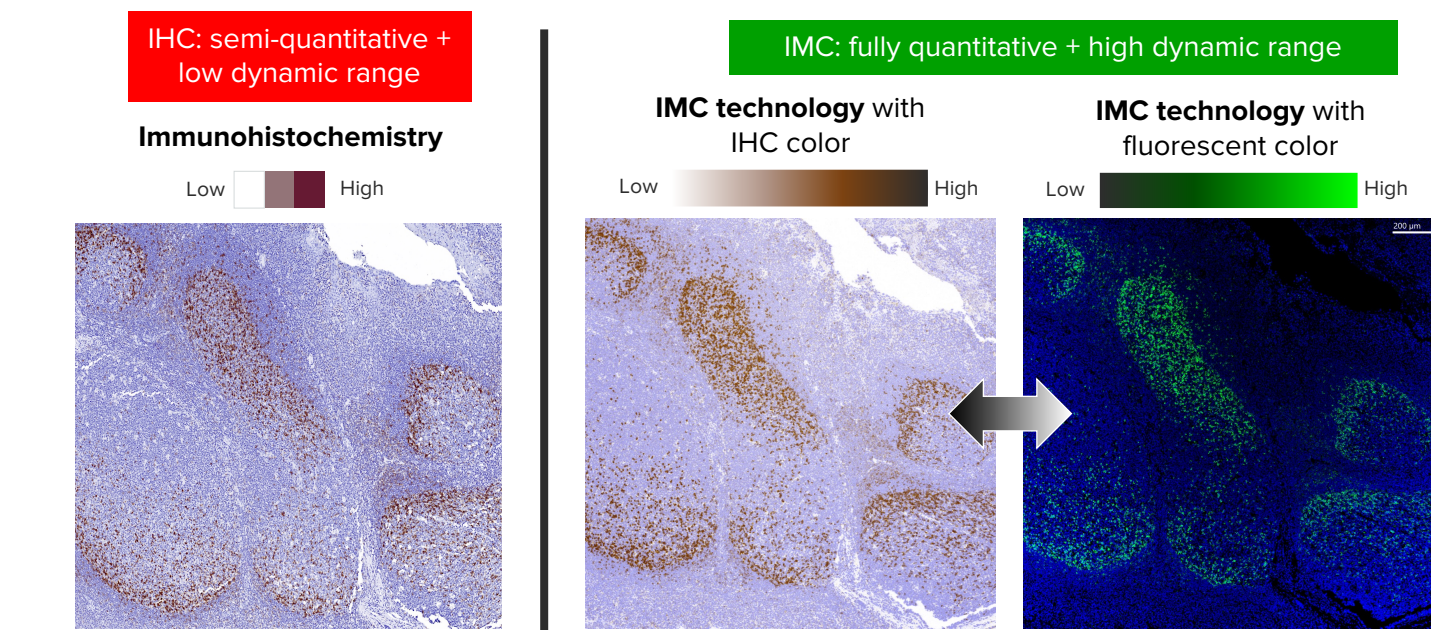 IHC: semi-quantitative +
low dynamic range
Immunohistochemistry
Low
High
IMC: fully quantitative + high dynamic range
IMC technology with
IHC color
Low
High
IMC technology with
fluorescent color
Low
High
200 µm